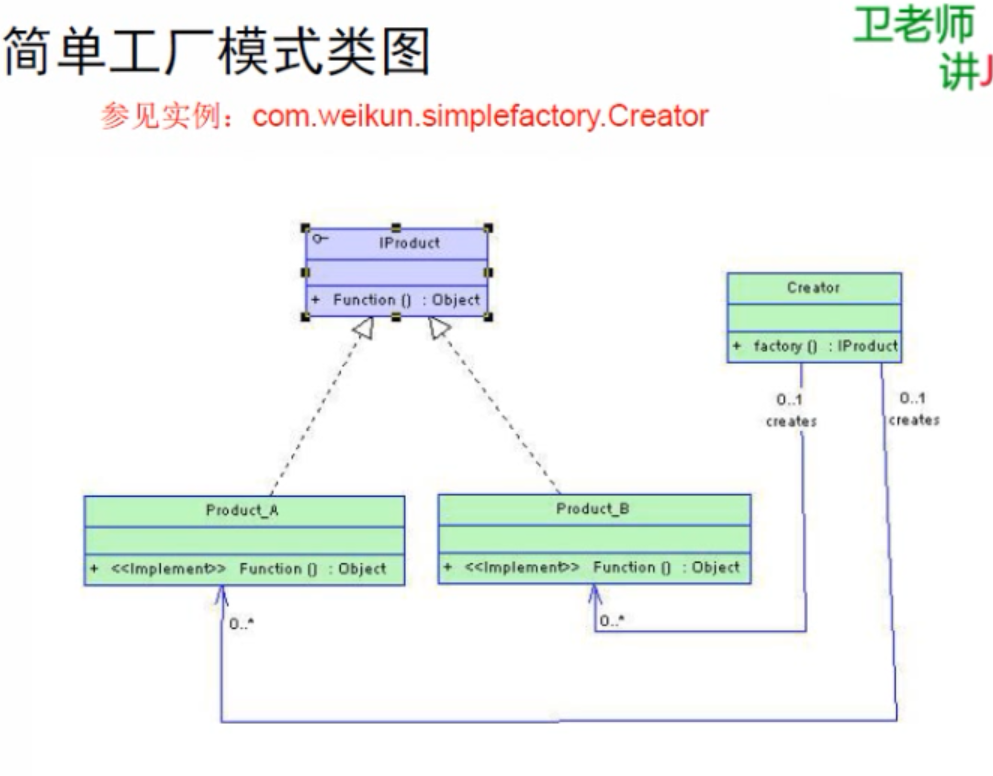 简单工厂模式类图
卫老师
讲J
参见实例：com.weikun.simplefactory.Creator
IProduct
+ Function () : Object
Creator
+ factory () : IProduct
0..1
creates
0..1
creates
Product_A
+ <<Implement>> Function () : Object
Product_B
+ <<Implement>> Function () : Object
0..*
0..*